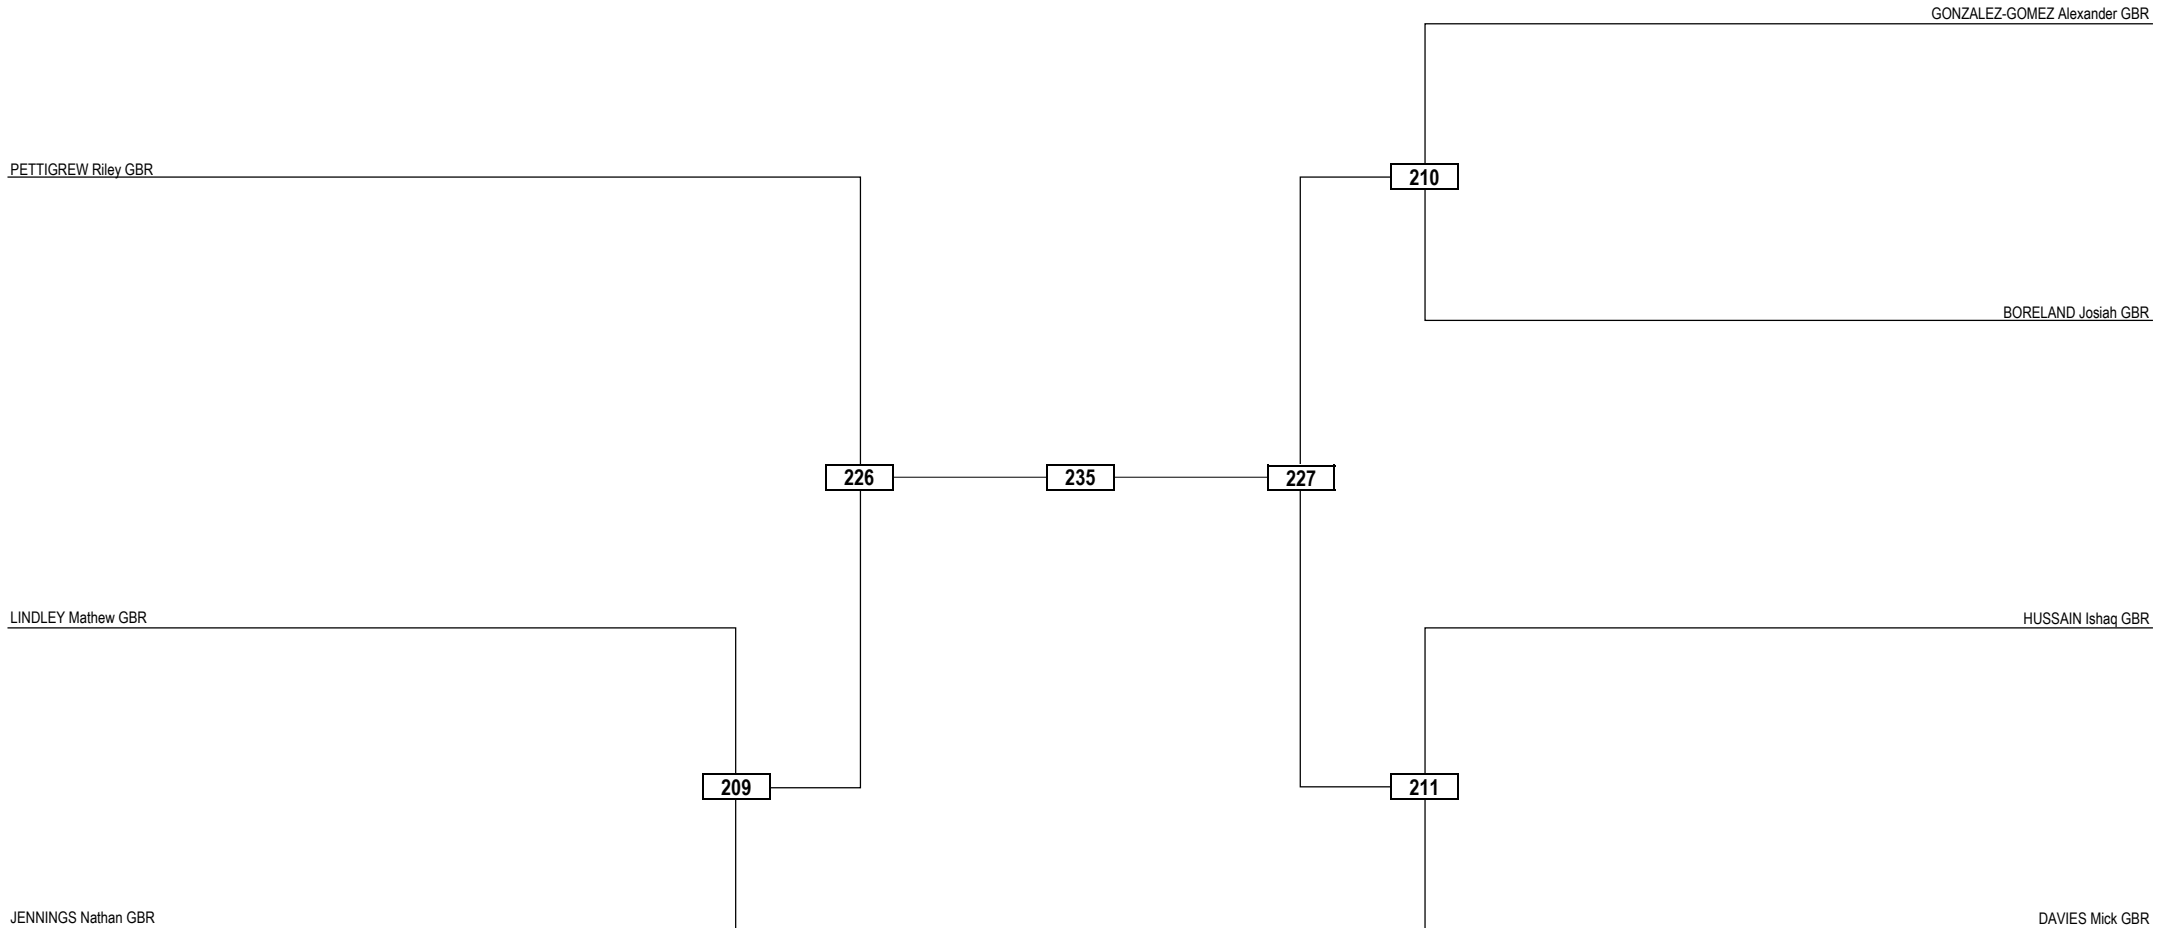 GONZALEZ-GOMEZ Alexander GBR
PETTIGREW Riley GBR
210
BORELAND Josiah GBR
226
235
227
LINDLEY Mathew GBR
HUSSAIN Ishaq GBR
209
211
JENNINGS Nathan GBR
DAVIES Mick GBR